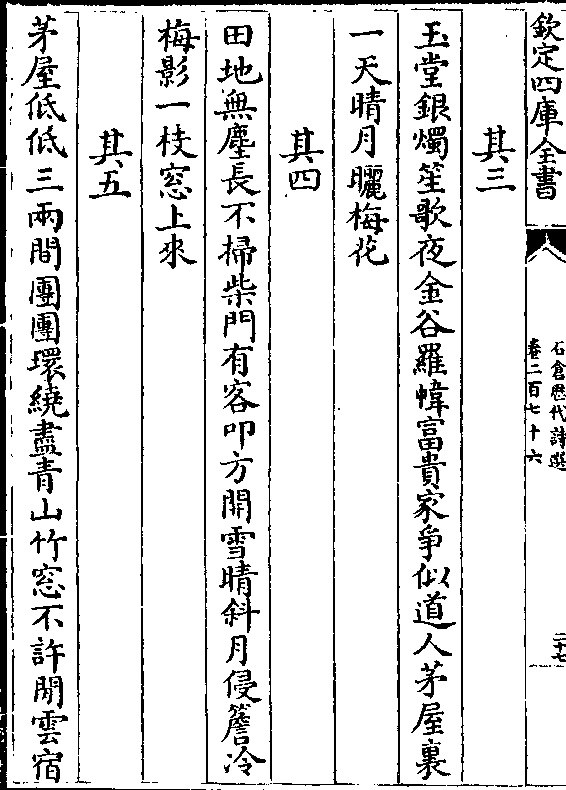 欽定四庫全書
石倉歷代詩選
卷二百七十六
二十七
其三
玉堂銀燭笙歌夜金谷羅幃富貴家爭似道人茅屋裏
一天晴月曬梅花
其四
田地無塵長不掃柴門有客叩方開雪晴斜月侵簷冷
梅影一枝窓上來
其五
茅屋低低三兩間團團環繞盡青山竹窓不許閒雲宿